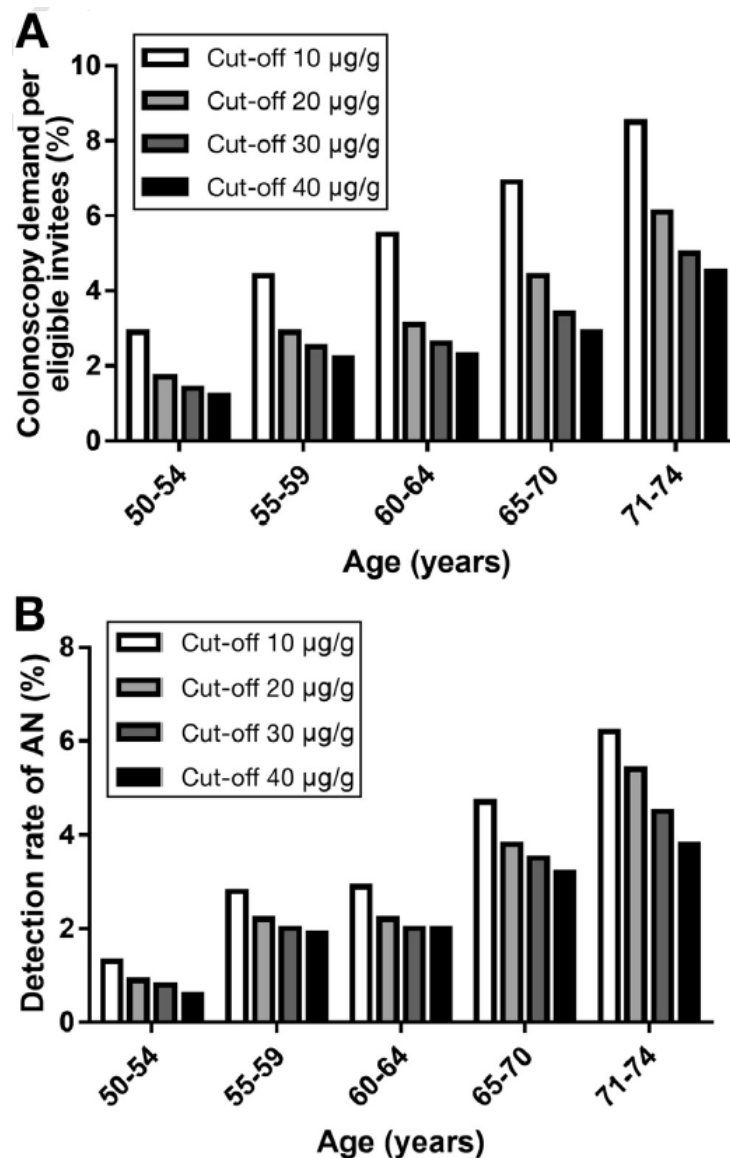 A
Cut-off 10 µg/g
Cut-off 20 µg/g
Cut-off 30 µg/g
Cut-off 40 µg/g
Colonoscopy demand per
eligible invitees (%)
10
8
6
4
2
0
50-54
55-59
60-64
65-70
71-74
Age (years)
B
Cut-off 10 µg/g
Cut-off 20 µg/g
Cut-off 30 µg/g
Cut-off 40 µg/g
Detection rate of AN (%)
8
6
4
2
0
50-54
55-59
60-64
65-70
71-74
Age (years)